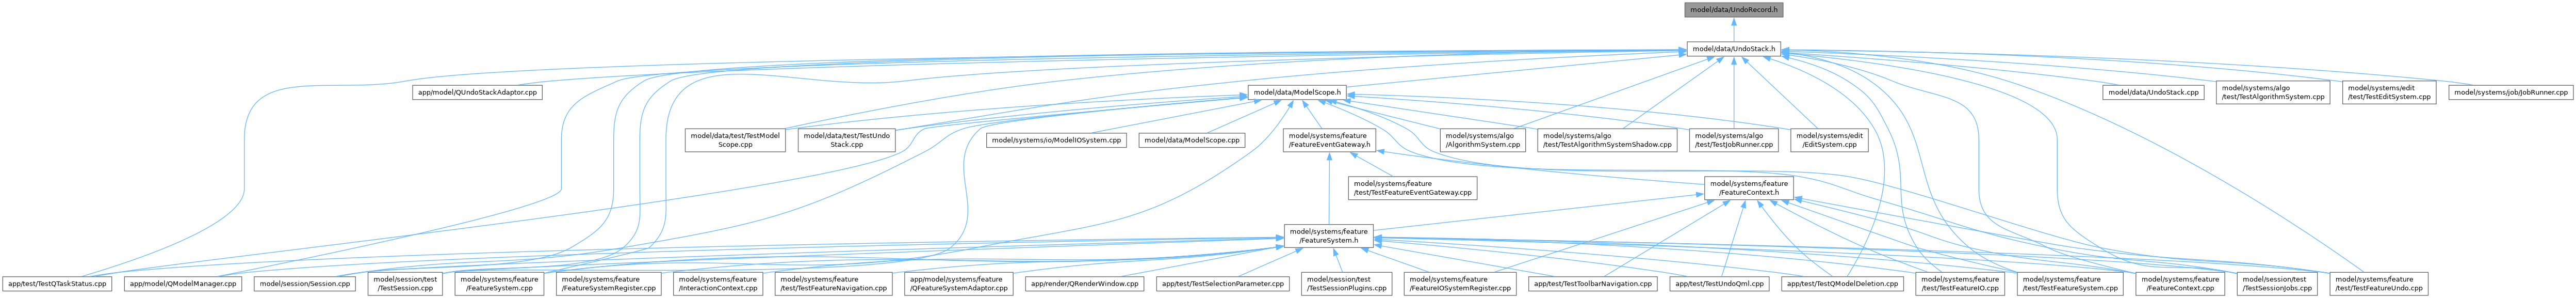 model/data/UndoRecord.h
model/data/UndoStack.h
app/model/QUndoStackAdaptor.cpp
model/data/ModelScope.h
model/data/UndoStack.cpp
model/systems/algo
/test/TestAlgorithmSystem.cpp
model/systems/edit
/test/TestEditSystem.cpp
model/systems/job/JobRunner.cpp
model/data/test/TestModel
Scope.cpp
model/data/test/TestUndo
Stack.cpp
model/systems/io/ModelIOSystem.cpp
model/data/ModelScope.cpp
model/systems/feature
/FeatureEventGateway.h
model/systems/algo
/AlgorithmSystem.cpp
model/systems/algo
/test/TestAlgorithmSystemShadow.cpp
model/systems/algo
/test/TestJobRunner.cpp
model/systems/edit
/EditSystem.cpp
model/systems/feature
/test/TestFeatureEventGateway.cpp
model/systems/feature
/FeatureContext.h
model/systems/feature
/FeatureSystem.h
app/test/TestQTaskStatus.cpp
app/model/QModelManager.cpp
model/session/Session.cpp
model/session/test
/TestSession.cpp
model/systems/feature
/FeatureSystem.cpp
model/systems/feature
/FeatureSystemRegister.cpp
model/systems/feature
/InteractionContext.cpp
model/systems/feature
/test/TestFeatureNavigation.cpp
app/model/systems/feature
/QFeatureSystemAdaptor.cpp
app/render/QRenderWindow.cpp
app/test/TestSelectionParameter.cpp
model/session/test
/TestSessionPlugins.cpp
model/systems/feature
/FeatureIOSystemRegister.cpp
app/test/TestToolbarNavigation.cpp
app/test/TestUndoQml.cpp
app/test/TestQModelDeletion.cpp
model/systems/feature
/test/TestFeatureIO.cpp
model/systems/feature
/test/TestFeatureSystem.cpp
model/systems/feature
/FeatureContext.cpp
model/session/test
/TestSessionJobs.cpp
model/systems/feature
/test/TestFeatureUndo.cpp